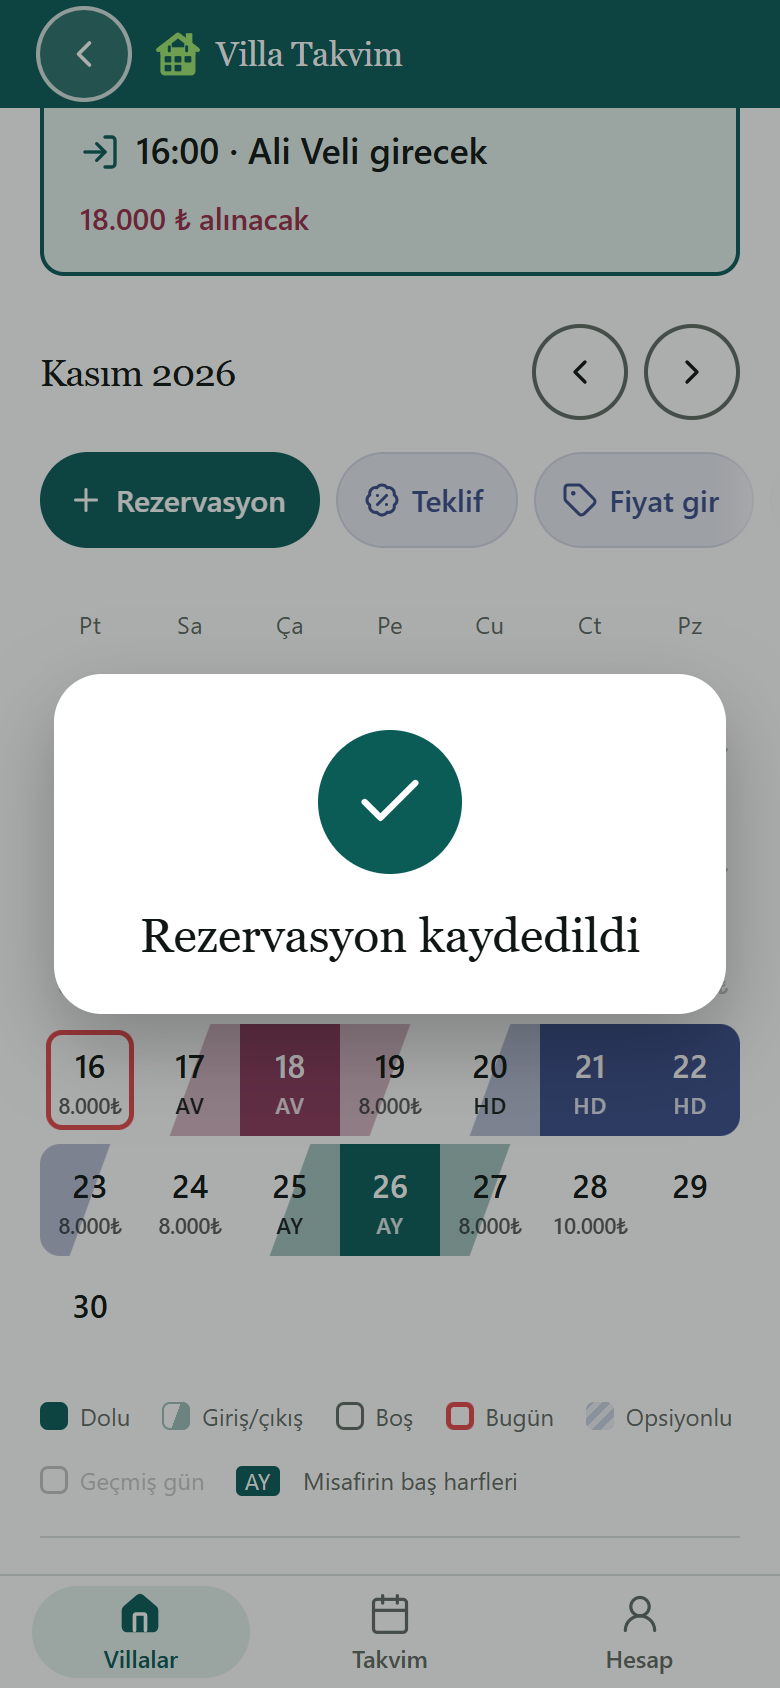 Villa Takvim
16:00 · Ali Veli girecek
18.000 ₺ alınacak
Kasım 2026
Rezervasyon
Teklif
Fiyat gir
Pt Sa Ça Pe Cu Ct Pz
Rezervasyon kaydedildi
16 17 18 19 20 21 22
8.000₺ AV AV 8.000₺ HD HD HD
23 24 25 26 27 28 29
8.000₺ 8.000₺ AY AY 8.000₺ 10.000₺
30
Dolu Giriş/çıkış Boş Bugün Opsiyonlu
Geçmiş gün AY Misafirin baş harfleri
Villalar Takvim Hesap